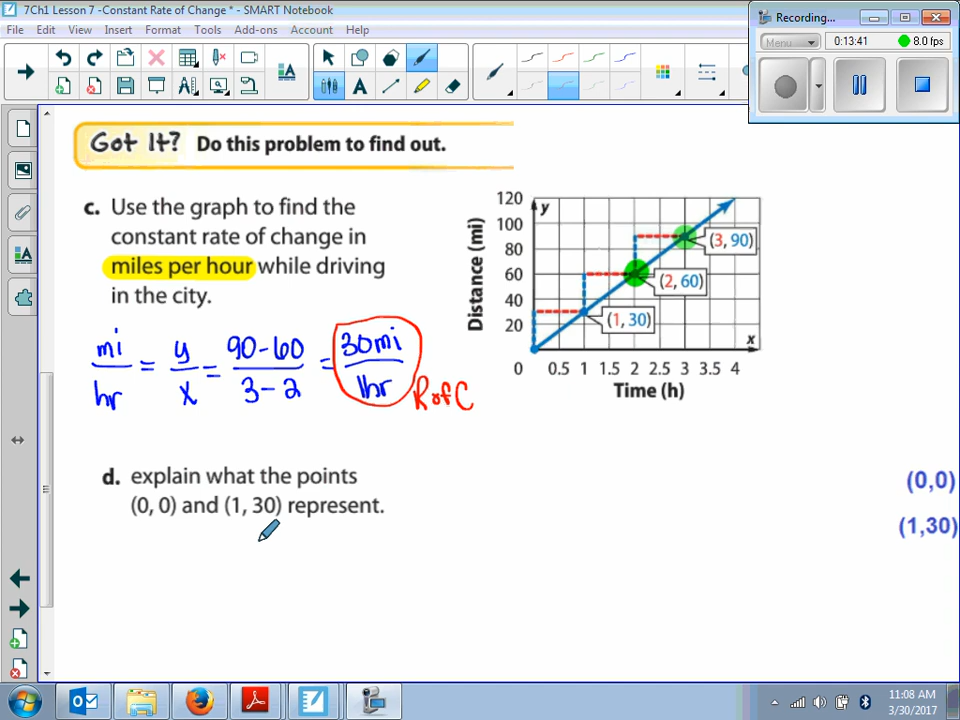 7Ch1 Lesson 7 -Constant Rate of Change * - SMART Notebook
File Edit View Insert Format Tools Add-ons Account Help
Recording...
Menu
0:13:41
8.0 fps
Got It? Do this problem to find out.
c. Use the graph to find the
constant rate of change in
miles per hour while driving
in the city.
mi/hr = y/x = 90-60/3-2 = 30mi/1hr R of C
Distance (mi)
120
100
80
60
40
20
y
x
(3, 90)
(2, 60)
(1, 30)
0 0.5 1 1.5 2 2.5 3 3.5 4
Time (h)
d. explain what the points
(0, 0) and (1, 30) represent.
(0,0)
(1,30)
11:08 AM
3/30/2017